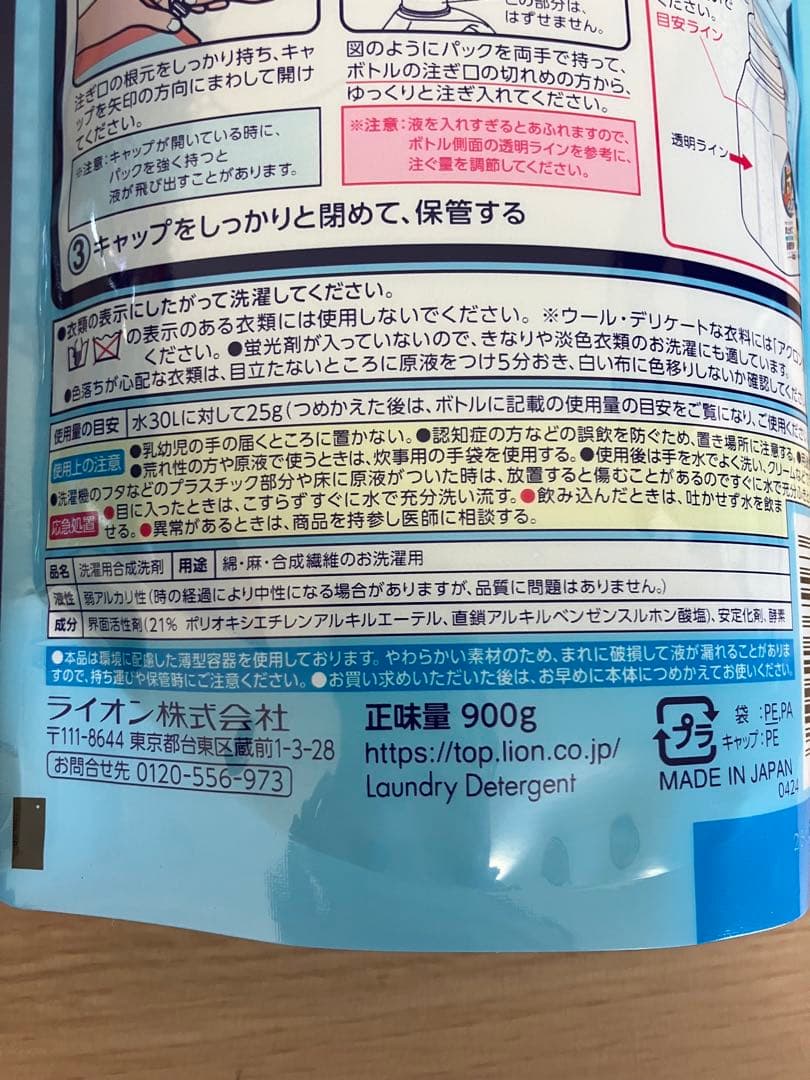 この部分は、
はずせません。
ください。
目安ライン
注ぎ口の根元をしっかり持ち、キャ
ップを矢印の方向にまわして開け
てください。
※注意：キャップが開いている時に、
パックを強く持つと
液が飛び出すことがあります。
図のようにパックを両手で持って、
ボトルの注ぎ口の切れめの方から、
ゆっくりと注ぎ入れてください。
※注意：液を入れすぎるとあふれますので、
ボトル側面の透明ラインを参考に、
注ぐ量を調節してください。
透明ライン
③キャップをしっかりと閉めて、保管する
●衣類の表示にしたがって洗濯してください。
の表示のある衣類には使用しないでください。 ※ウール・デリケートな衣料には「アクロ
ください。●蛍光剤が入っていないので、きなりや淡色衣類のお洗濯にも適しています。
●色落ちが心配な衣類は、目立たないところに原液をつけ5分おき、白い布に色移りしないか確認してくださ
使用量の目安 水30Lに対して25g(つめかえた後は、ボトルに記載の使用量の目安をご覧になり、ご使用くださ
使用上の注意 ●乳幼児の手の届くところに置かない。●認知症の方などの誤飲を防ぐため、置き場所に注意する。
●荒れ性の方や原液で使うときは、炊事用の手袋を使用する。●使用後は手を水でよく洗い、クリームな
●洗濯機のフタなどのプラスチック部分や床に原液がついた時は、放置すると傷むことがあるのですぐに水で充分
応急処置 ●目に入ったときは、こすらずすぐに水で充分洗い流す。●飲み込んだときは、吐かせず水を飲ま
せる。●異常があるときは、商品を持参し医師に相談する。
品名 洗濯用合成洗剤 用途 綿・麻・合成繊維のお洗濯用
液性 弱アルカリ性(時の経過により中性になる場合がありますが、品質に問題はありません。)
成分 界面活性剤(21% ポリオキシエチレンアルキルエーテル、直鎖アルキルベンゼンスルホン酸塩)、安定化剤、酵素
●本品は環境に配慮した薄型容器を使用しております。やわらかい素材のため、まれに破損して液が漏れることがありま
すので、持ち運びや保管時にご注意ください。●お買い求めいただいた後は、お早めに本体につめかえてお使いください。
ライオン株式会社
〒111-8644 東京都台東区蔵前1-3-28
お問合せ先 0120-556-973
正味量 900g
https://top.lion.co.jp/
Laundry Detergent
プラ
袋：PE,PA
キャップ：PE
MADE IN JAPAN
0424